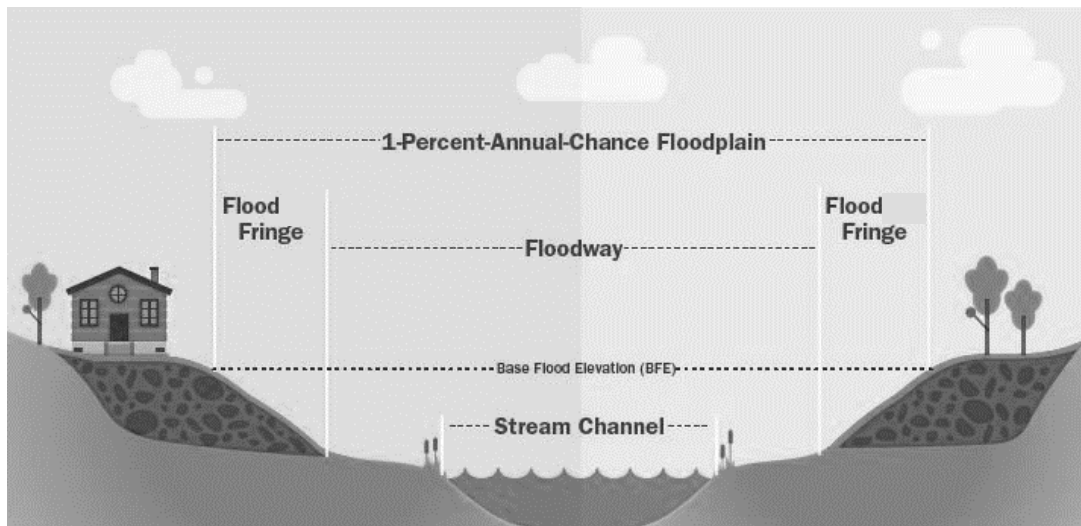 1-Percent-Annual-Chance Floodplain
Flood
Fringe
Flood
Fringe
Floodway
Base Flood Elevation (BFE)
Stream Channel